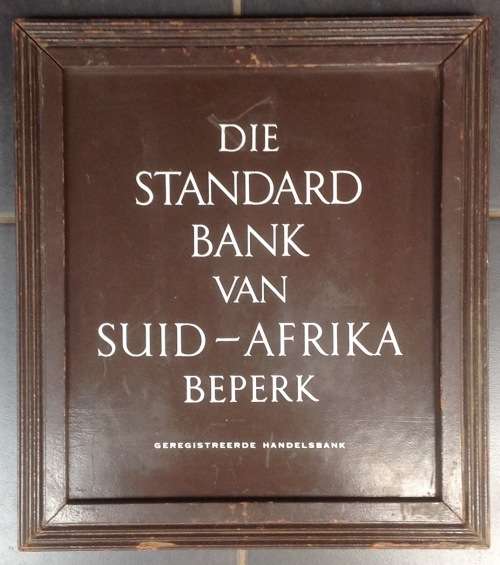 DIE
STANDARD
BANK
VAN
SUID-AFRIKA
BEPERK
GEREGISTREERDE HANDELSBANK